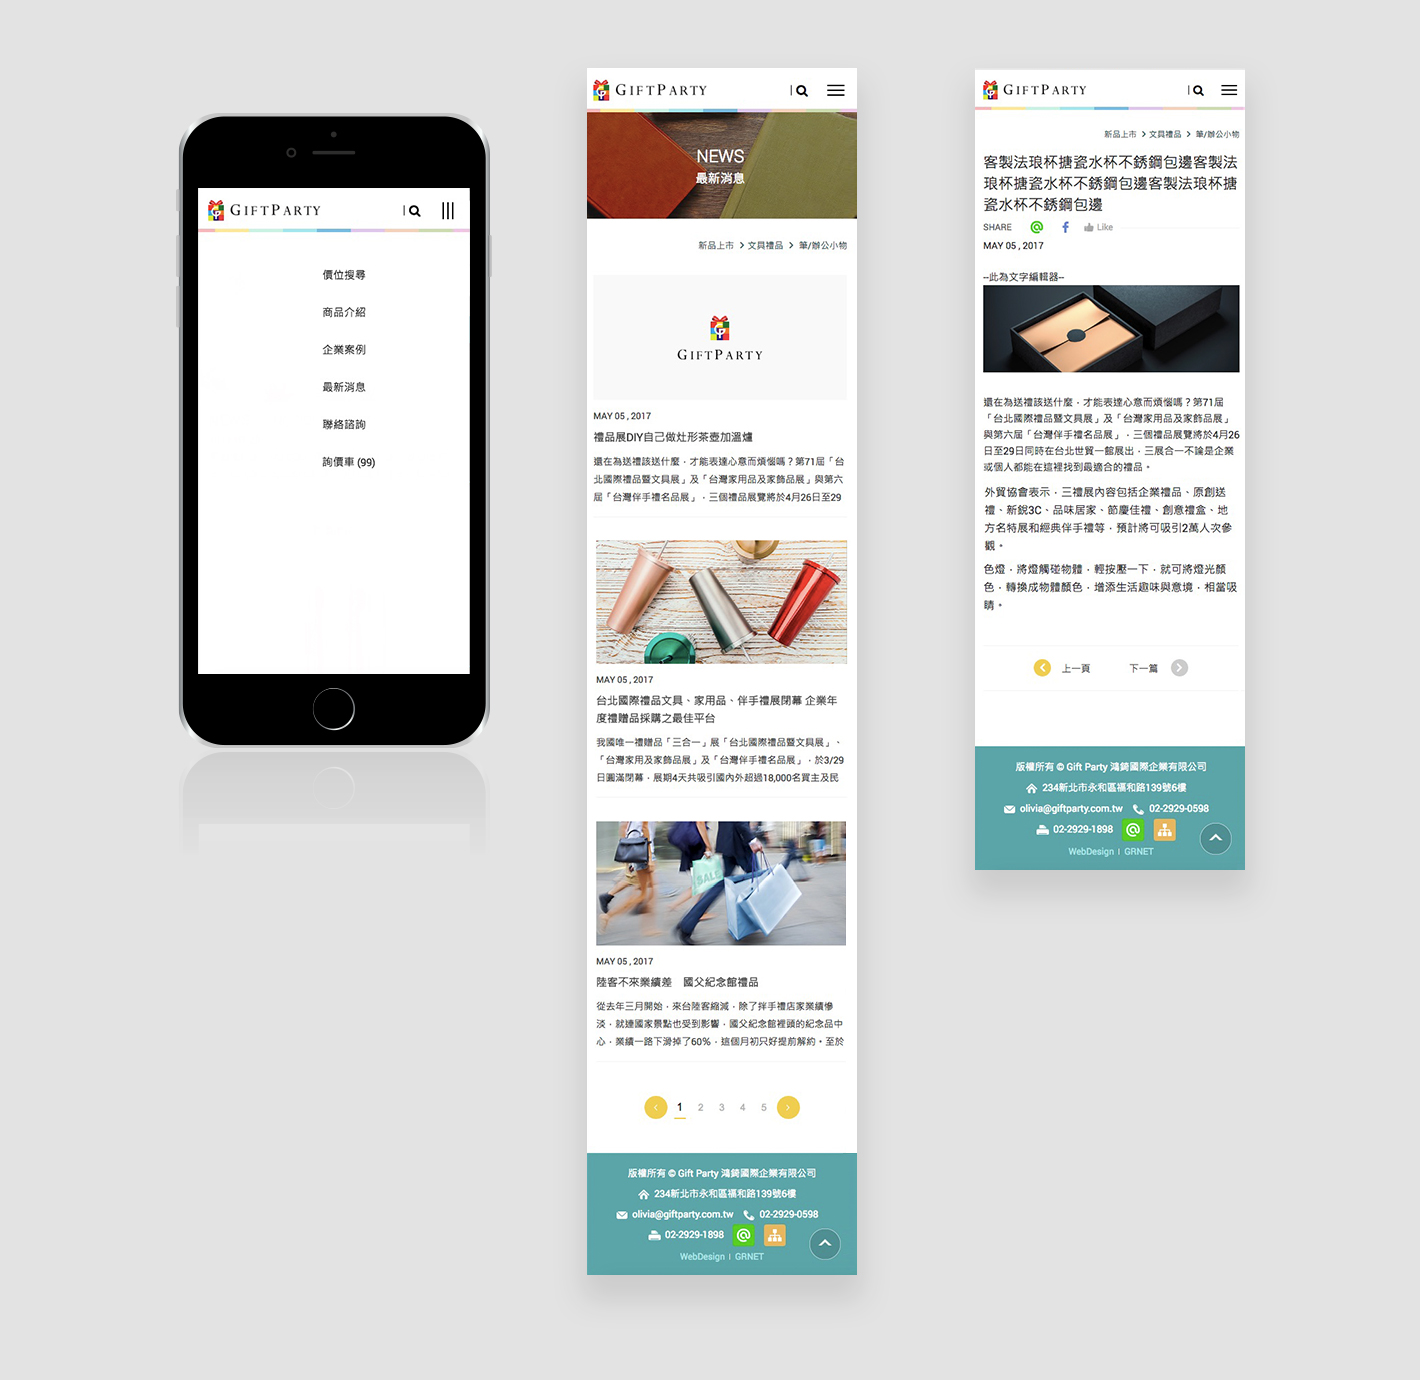 GIFTPARTY
價位搜尋
商品介紹
企業案例
最新消息
聯絡諮詢
詢價車 (99)
GIFTPARTY
NEWS
最新消息
新品上市 > 文具禮品 > 筆/辦公小物
GIFTPARTY
MAY 05 , 2017
禮品展DIY自己做灶形茶壺加溫爐
還在為送禮該送什麼，才能表達心意而煩惱嗎？第71屆「台
北國際禮品暨文具展」及「台灣家用品及家飾品展」與第六
屆「台灣伴手禮名品展」，三個禮品展覽將於4月26日至29
MAY 05 , 2017
台北國際禮品文具、家用品、伴手禮展閉幕 企業年
度禮贈品採購之最佳平台
我國唯一禮贈品「三合一」展「台北國際禮品暨文具展」、
「台灣家用及家飾品展」及「台灣伴手禮名品展」，於3/29
日圓滿閉幕，展期4天共吸引國內外超過18,000名買主及民
SALE
MAY 05 , 2017
陸客不來業績差　國父紀念館禮品
從去年三月開始，來台陸客縮減，除了拌手禮店家業績慘
淡，就連國家景點也受到影響，國父紀念館裡頭的紀念品中
心，業績一路下滑掉了60%，這個月初只好提前解約。至於
1 2 3 4 5
版權所有 © Gift Party 鴻錡國際企業有限公司
234新北市永和區福和路139號6樓
olivia@giftparty.com.tw 02-2929-0598
02-2929-1898
WebDesign | GRNET
GIFTPARTY
新品上市 > 文具禮品 > 筆/辦公小物
客製法琅杯搪瓷水杯不銹鋼包邊客製法
琅杯搪瓷水杯不銹鋼包邊客製法琅杯搪
瓷水杯不銹鋼包邊
SHARE Like
MAY 05 , 2017
--此為文字編輯器--
還在為送禮該送什麼，才能表達心意而煩惱嗎？第71屆
「台北國際禮品暨文具展」及「台灣家用品及家飾品展」
與第六屆「台灣伴手禮名品展」，三個禮品展覽將於4月26
日至29日同時在台北世貿一館展出，三展合一不論是企業
或個人都能在這裡找到最適合的禮品。
外貿協會表示，三禮展內容包括企業禮品、原創送
禮、新銳3C、品味居家、節慶佳禮、創意禮盒、地
方名特展和經典伴手禮等，預計將可吸引2萬人次參
觀。
色燈，將燈觸碰物體，輕按壓一下，就可將燈光顏
色，轉換成物體顏色，增添生活趣味與意境，相當吸
睛。
上一頁 下一篇
版權所有 © Gift Party 鴻錡國際企業有限公司
234新北市永和區福和路139號6樓
olivia@giftparty.com.tw 02-2929-0598
02-2929-1898
WebDesign | GRNET